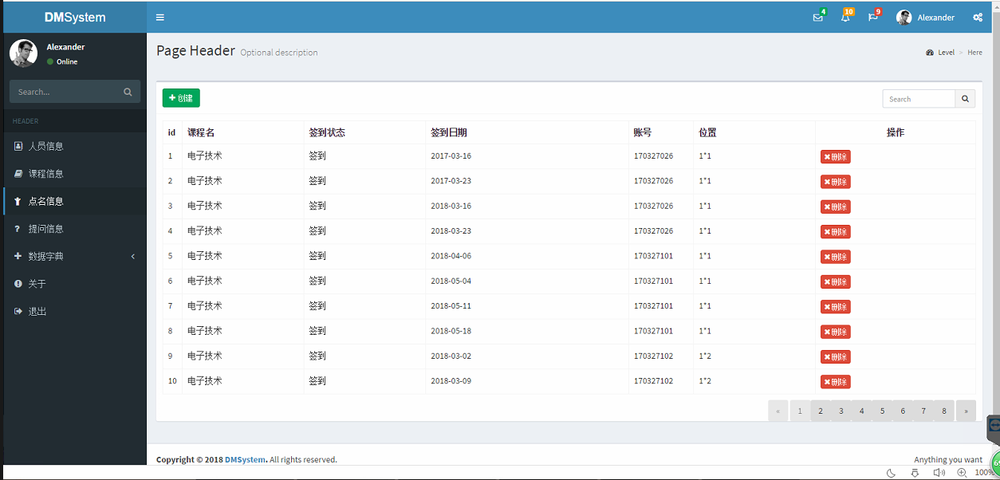 DMSystem
4
10
9
Alexander
Alexander
Online
Page Header Optional description
Level > Here
Search...
HEADER
人员信息
课程信息
点名信息
提问信息
数据字典
关于
退出
创建
Search
id 课程名 签到状态 签到日期 账号 位置 操作
1 电子技术 签到 2017-03-16 170327026 1*1 删除
2 电子技术 签到 2017-03-23 170327026 1*1 删除
3 电子技术 签到 2018-03-16 170327026 1*1 删除
4 电子技术 签到 2018-03-23 170327026 1*1 删除
5 电子技术 签到 2018-04-06 170327101 1*1 删除
6 电子技术 签到 2018-05-04 170327101 1*1 删除
7 电子技术 签到 2018-05-11 170327101 1*1 删除
8 电子技术 签到 2018-05-18 170327101 1*1 删除
9 电子技术 签到 2018-03-02 170327102 1*2 删除
10 电子技术 签到 2018-03-09 170327102 1*2 删除
« 1 2 3 4 5 6 7 8 »
Copyright © 2018 DMSystem. All rights reserved.
Anything you want
100%